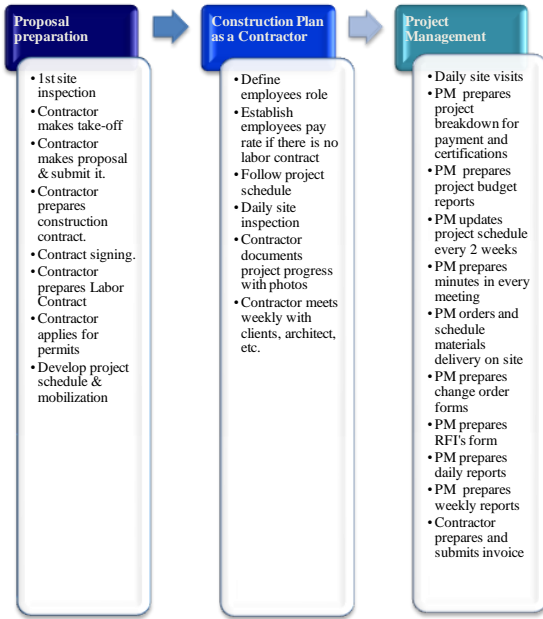 Proposal
preparation
• 1st site
inspection
• Contractor
makes take-off
• Contractor
makes proposal
& submit it.
• Contractor
prepares
construction
contract.
• Contract signing.
• Contractor
prepares Labor
Contract
• Contractor
applies for
permits
• Develop project
schedule &
mobilization
Construction Plan
as a Contractor
• Define
employees role
• Establish
employees pay
rate if there is no
labor contract
• Follow project
schedule
• Daily site
inspection
• Contractor
documents
project progress
with photos
• Contractor meets
weekly with
clients, architect,
etc.
Project
Management
• Daily site visits
• PM prepares
project
breakdown for
payment and
certifications
• PM prepares
project budget
reports
• PM updates
project schedule
every 2 weeks
• PM prepares
minutes in every
meeting
• PM orders and
schedule
materials
delivery on site
• PM prepares
change order
forms
• PM prepares
RFI's form
• PM prepares
daily reports
• PM prepares
weekly reports
• Contractor
prepares and
submits invoice